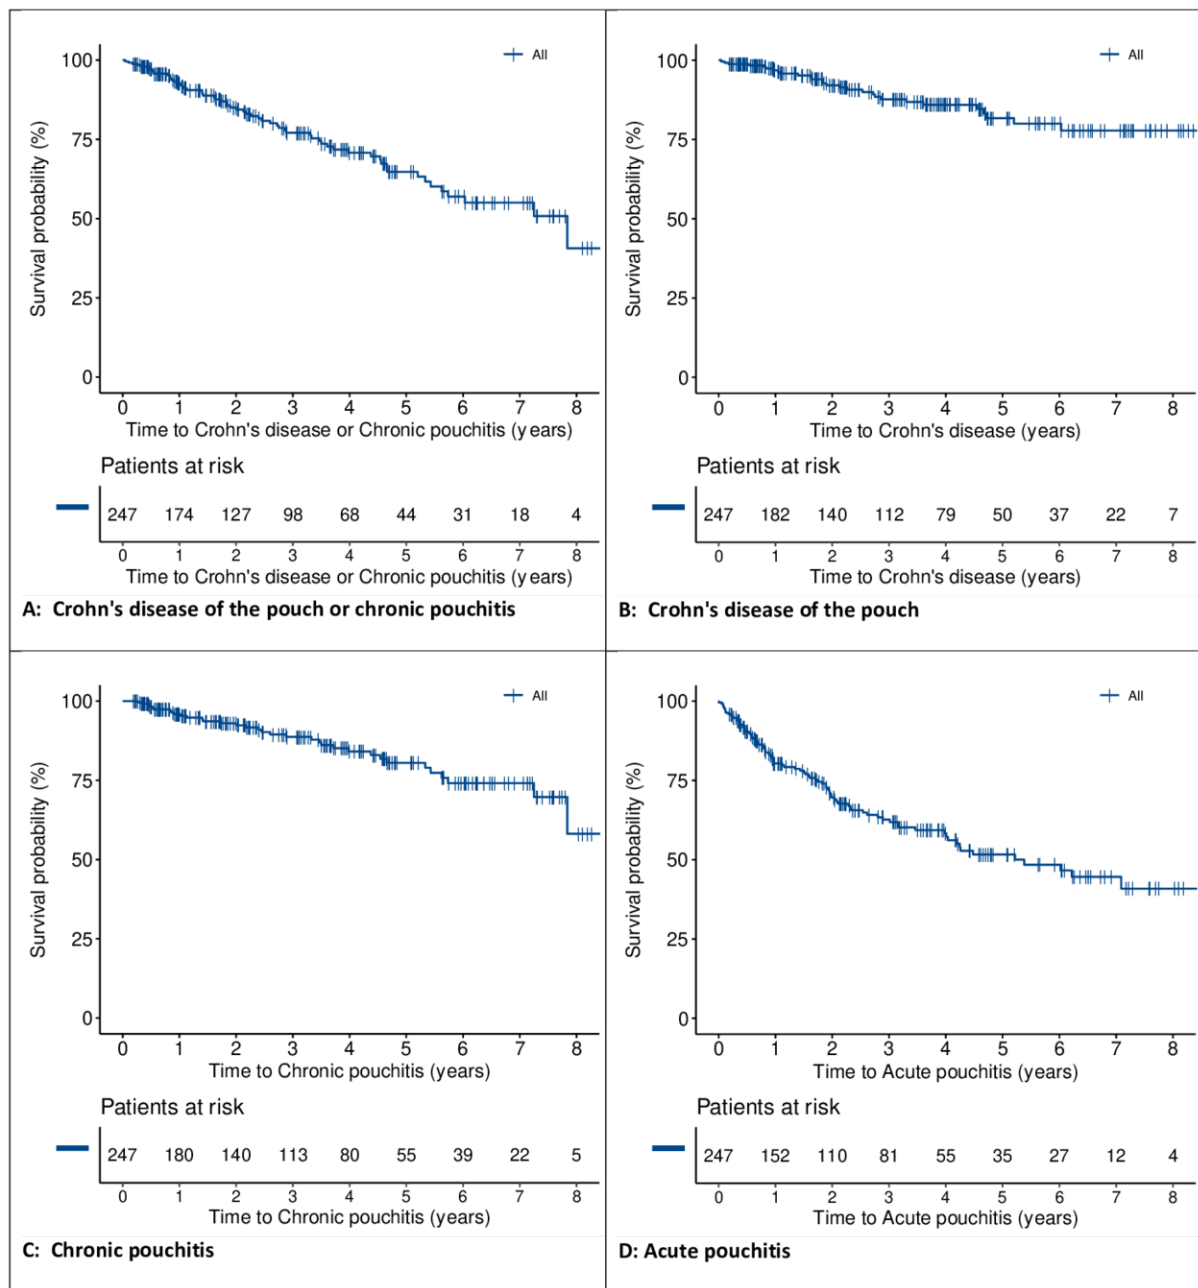 100
75
50
25
0
Survival probability (%)
All
0 1 2 3 4 5 6 7 8
Time to Crohn's disease or Chronic pouchitis (years)
Patients at risk
247 174 127 98 68 44 31 18 4
0 1 2 3 4 5 6 7 8
Time to Crohn's disease or Chronic pouchitis (years)
A: Crohn's disease of the pouch or chronic pouchitis
100
75
50
25
0
Survival probability (%)
All
0 1 2 3 4 5 6 7 8
Time to Crohn's disease (years)
Patients at risk
247 182 140 112 79 50 37 22 7
0 1 2 3 4 5 6 7 8
Time to Crohn's disease (years)
B: Crohn's disease of the pouch
100
75
50
25
0
Survival probability (%)
All
0 1 2 3 4 5 6 7 8
Time to Chronic pouchitis (years)
Patients at risk
247 180 140 113 80 55 39 22 5
0 1 2 3 4 5 6 7 8
Time to Chronic pouchitis (years)
C: Chronic pouchitis
100
75
50
25
0
Survival probability (%)
All
0 1 2 3 4 5 6 7 8
Time to Acute pouchitis (years)
Patients at risk
247 152 110 81 55 35 27 12 4
0 1 2 3 4 5 6 7 8
Time to Acute pouchitis (years)
D: Acute pouchitis